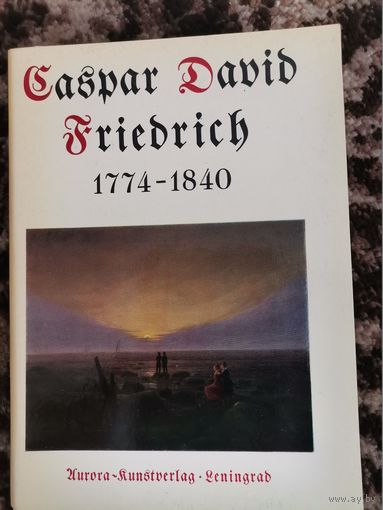 Caspar David
Friedrich
1774-1840
Aurora-Kunstverlag · Leningrad
www.ay.by